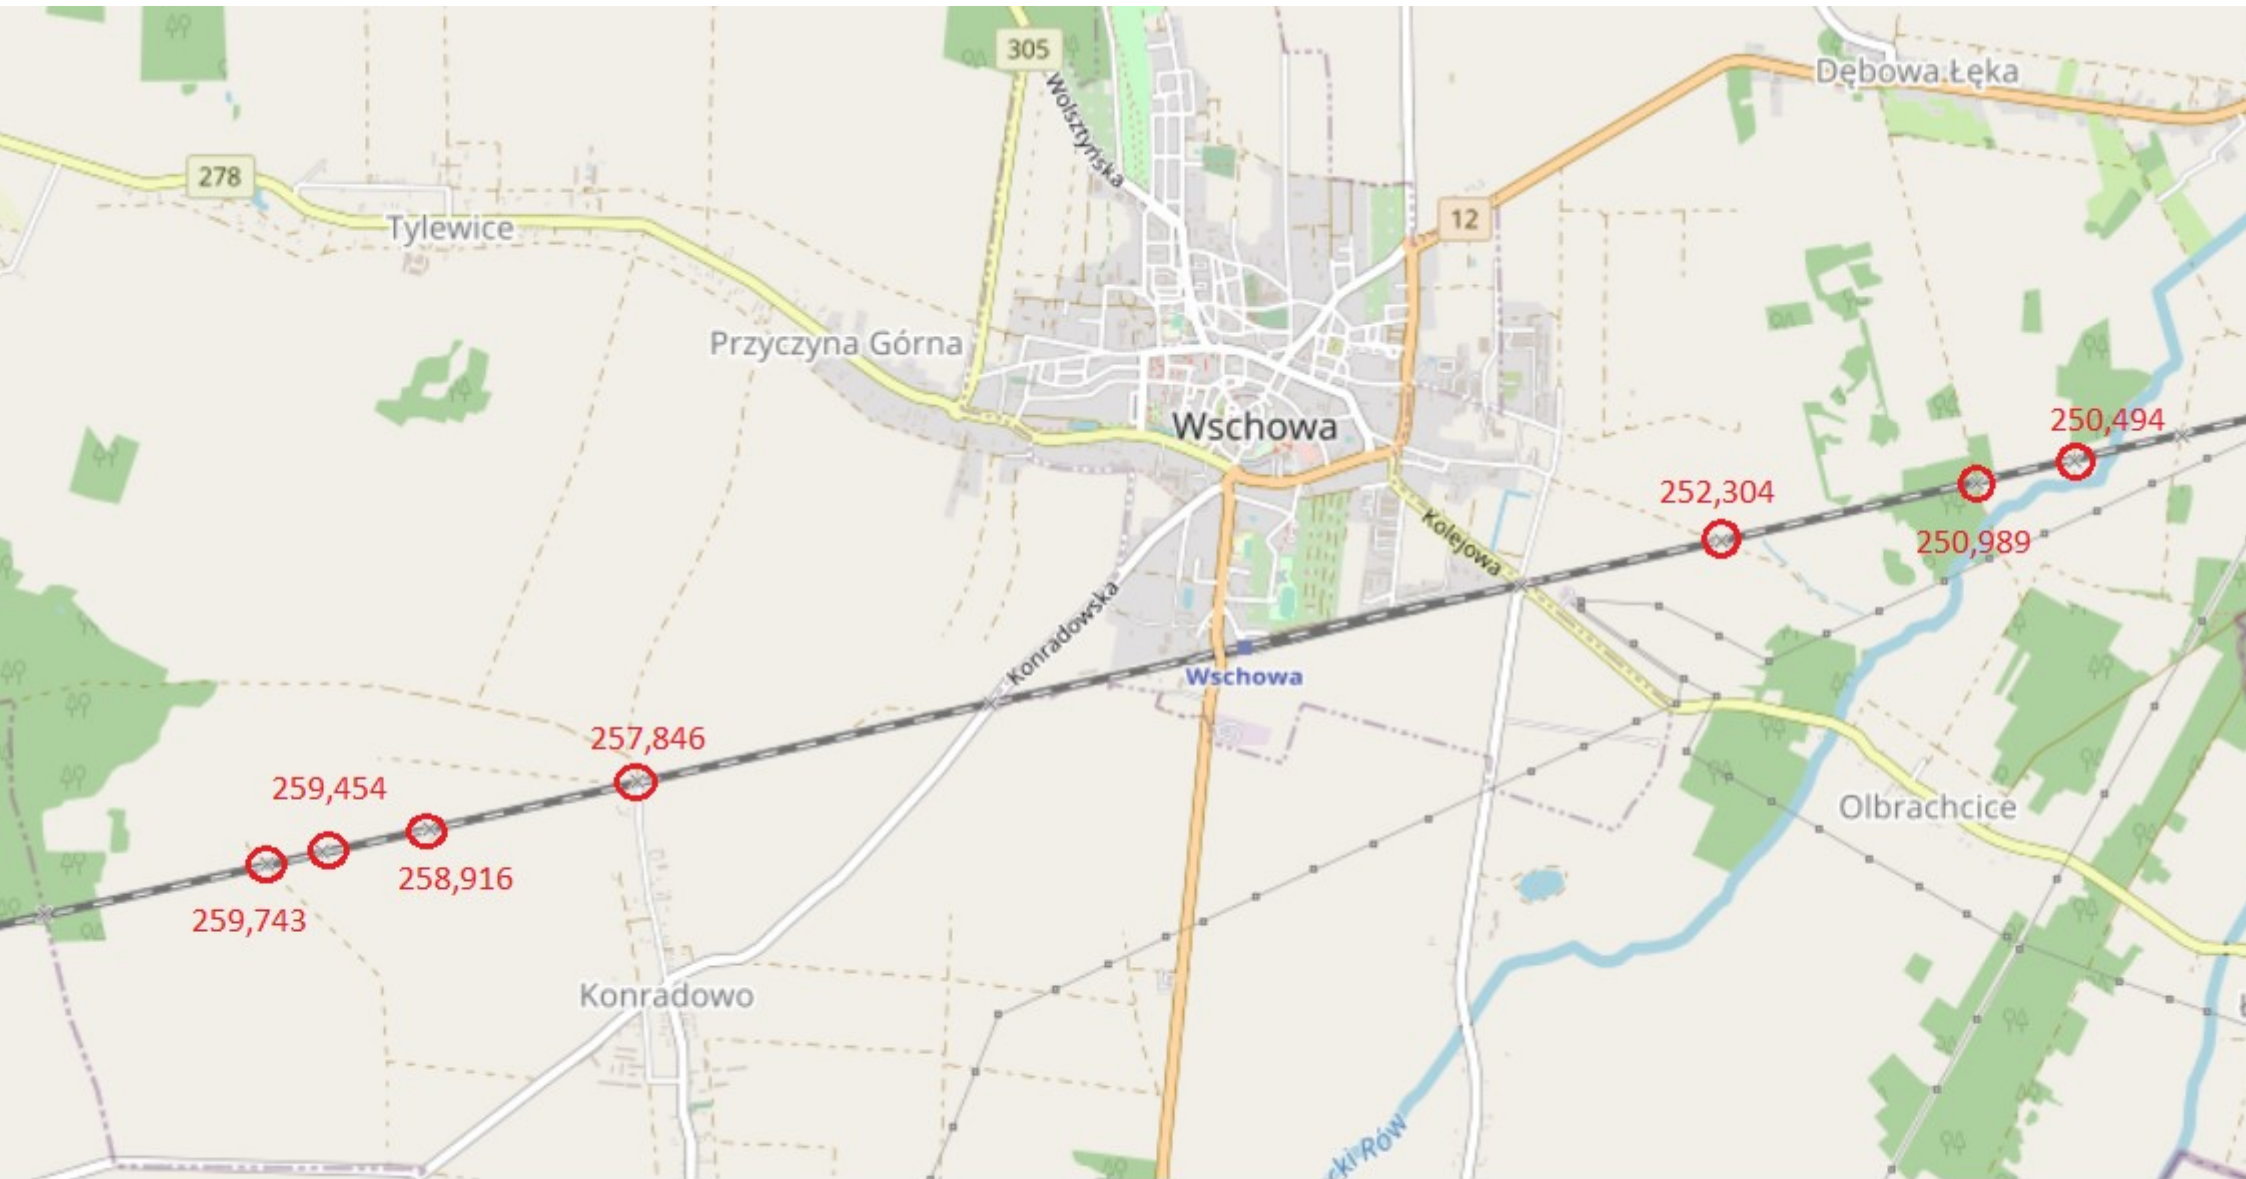 305
Dębowa Łęka
Wolsztyńska
278
12
Tylewice
Przyczyna Górna
Wschowa
250,494
252,304
Kolejowa
250,989
Konradowska
Wschowa
257,846
259,454
Olbrachcice
258,916
259,743
Konradowo
cki Rów